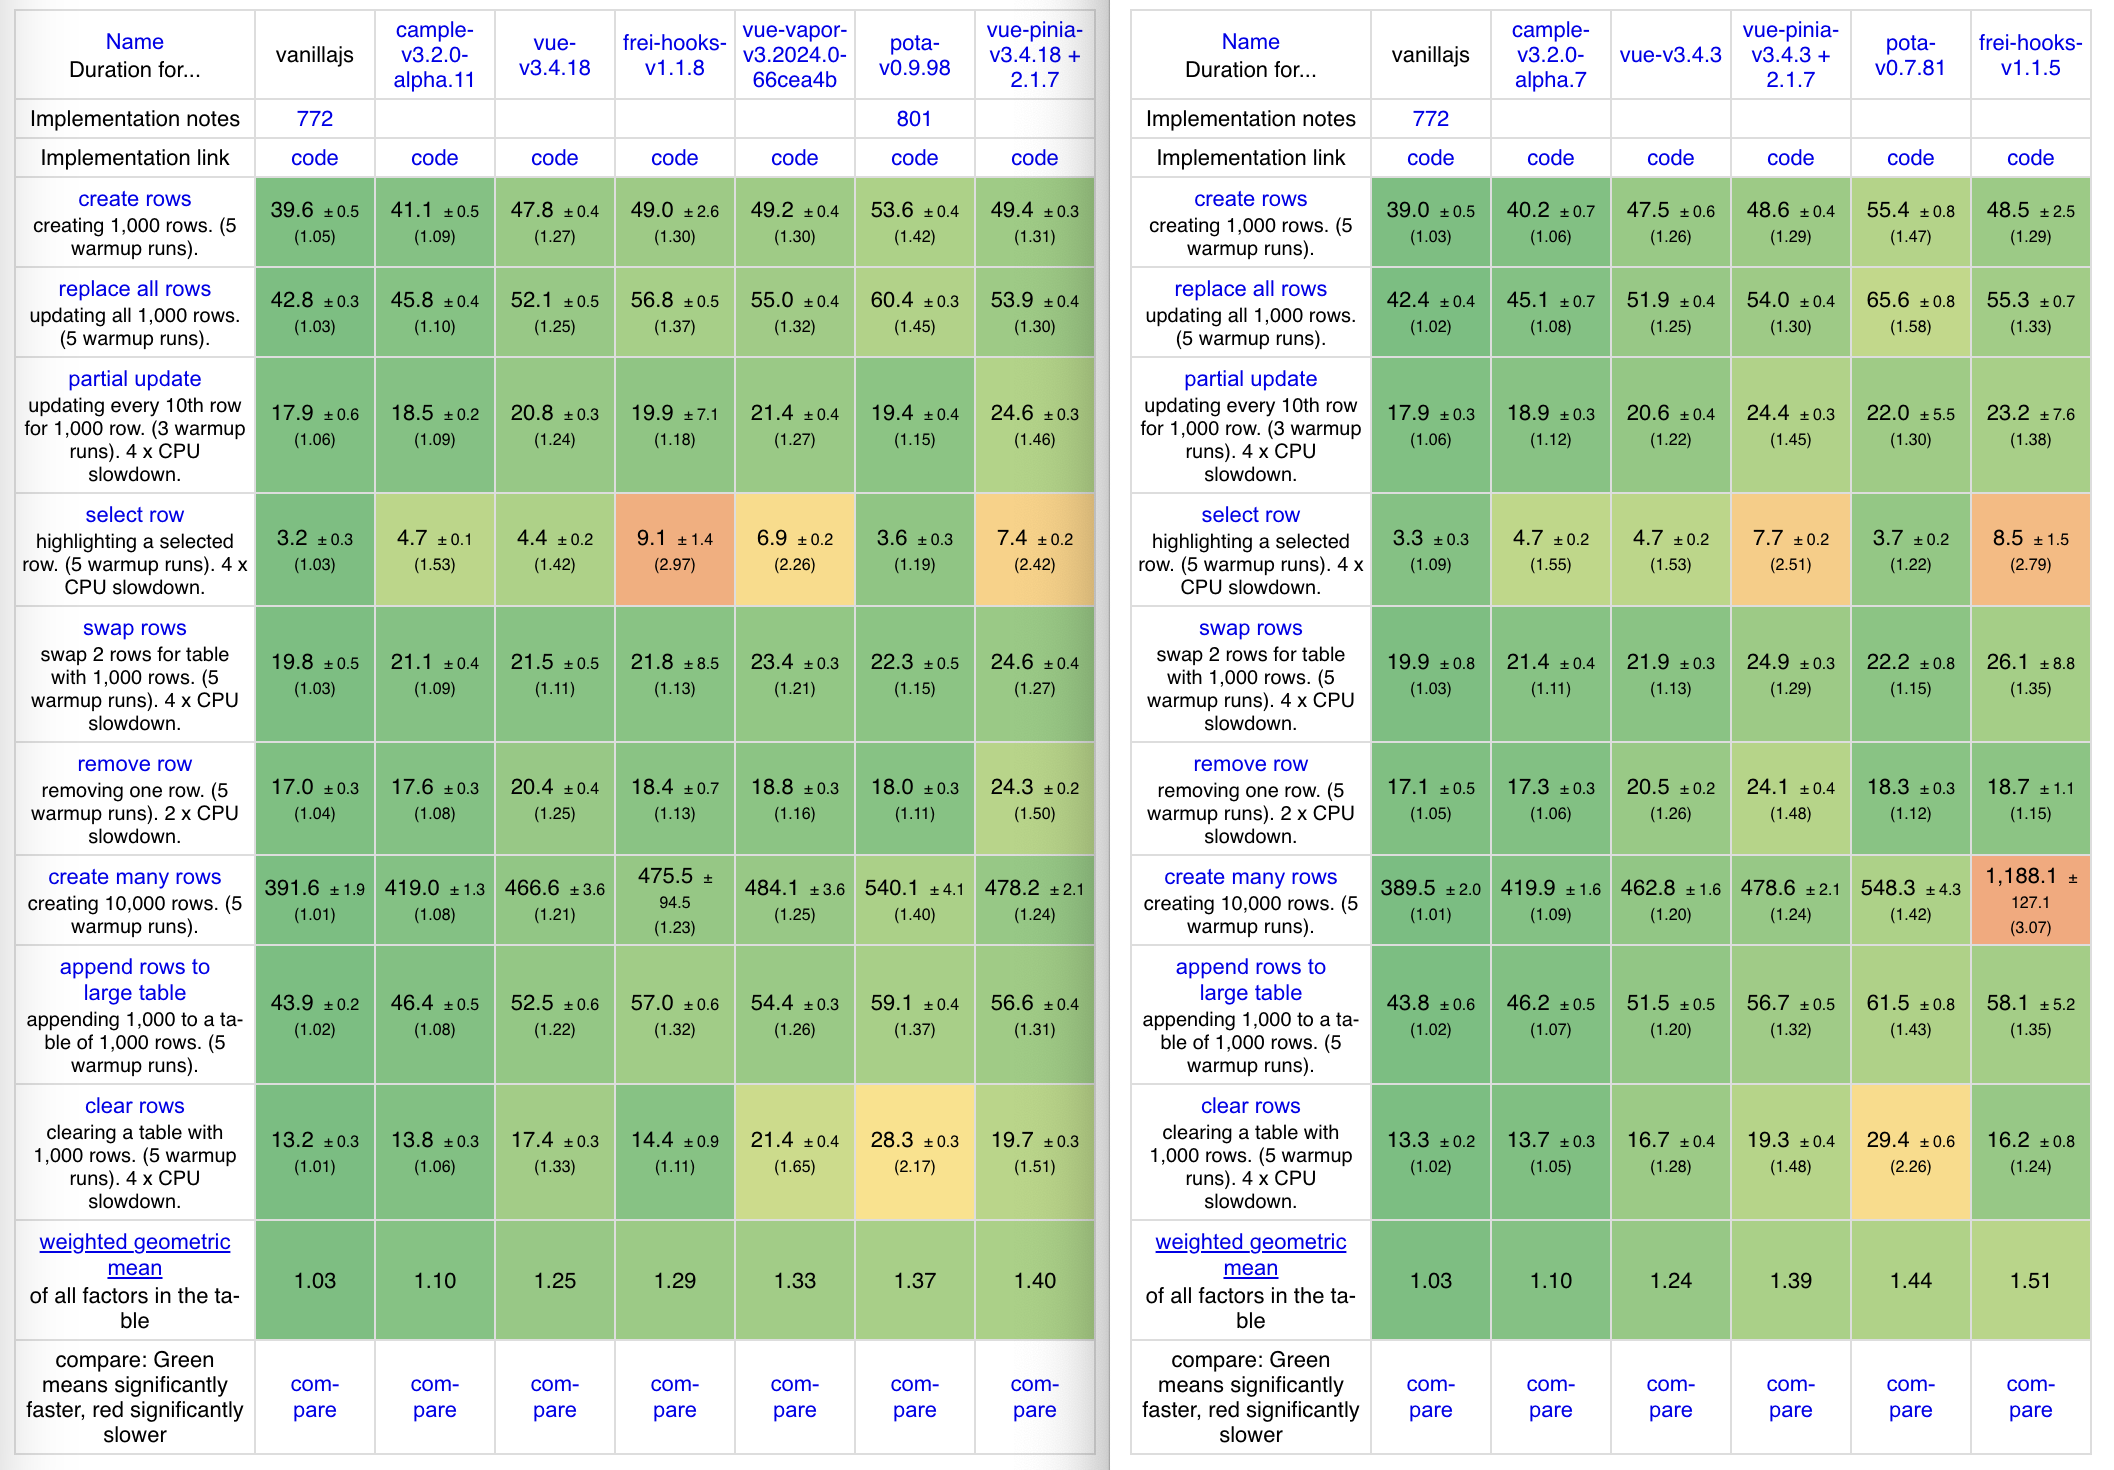 Name
Duration for...
vanillajs
cample-
v3.2.0-
alpha.11
vue-
v3.4.18
frei-hooks-
v1.1.8
vue-vapor-
v3.2024.0-
66cea4b
pota-
v0.9.98
vue-pinia-
v3.4.18 +
2.1.7
Implementation notes 772 801
Implementation link code code code code code code code
create rows
creating 1,000 rows. (5
warmup runs).
39.6 ± 0.5 41.1 ± 0.5 47.8 ± 0.4 49.0 ± 2.6 49.2 ± 0.4 53.6 ± 0.4 49.4 ± 0.3
(1.05) (1.09) (1.27) (1.30) (1.30) (1.42) (1.31)
replace all rows
updating all 1,000 rows.
(5 warmup runs).
42.8 ± 0.3 45.8 ± 0.4 52.1 ± 0.5 56.8 ± 0.5 55.0 ± 0.4 60.4 ± 0.3 53.9 ± 0.4
(1.03) (1.10) (1.25) (1.37) (1.32) (1.45) (1.30)
partial update
updating every 10th row
for 1,000 row. (3 warmup
runs). 4 x CPU
slowdown.
17.9 ± 0.6 18.5 ± 0.2 20.8 ± 0.3 19.9 ± 7.1 21.4 ± 0.4 19.4 ± 0.4 24.6 ± 0.3
(1.06) (1.09) (1.24) (1.18) (1.27) (1.15) (1.46)
select row
highlighting a selected
row. (5 warmup runs). 4 x
CPU slowdown.
3.2 ± 0.3 4.7 ± 0.1 4.4 ± 0.2 9.1 ± 1.4 6.9 ± 0.2 3.6 ± 0.3 7.4 ± 0.2
(1.03) (1.53) (1.42) (2.97) (2.26) (1.19) (2.42)
swap rows
swap 2 rows for table
with 1,000 rows. (5
warmup runs). 4 x CPU
slowdown.
19.8 ± 0.5 21.1 ± 0.4 21.5 ± 0.5 21.8 ± 8.5 23.4 ± 0.3 22.3 ± 0.5 24.6 ± 0.4
(1.03) (1.09) (1.11) (1.13) (1.21) (1.15) (1.27)
remove row
removing one row. (5
warmup runs). 2 x CPU
slowdown.
17.0 ± 0.3 17.6 ± 0.3 20.4 ± 0.4 18.4 ± 0.7 18.8 ± 0.3 18.0 ± 0.3 24.3 ± 0.2
(1.04) (1.08) (1.25) (1.13) (1.16) (1.11) (1.50)
create many rows
creating 10,000 rows. (5
warmup runs).
391.6 ± 1.9 419.0 ± 1.3 466.6 ± 3.6 475.5 ± 94.5 484.1 ± 3.6 540.1 ± 4.1 478.2 ± 2.1
(1.01) (1.08) (1.21) (1.23) (1.25) (1.40) (1.24)
append rows to
large table
appending 1,000 to a ta-
ble of 1,000 rows. (5
warmup runs).
43.9 ± 0.2 46.4 ± 0.5 52.5 ± 0.6 57.0 ± 0.6 54.4 ± 0.3 59.1 ± 0.4 56.6 ± 0.4
(1.02) (1.08) (1.22) (1.32) (1.26) (1.37) (1.31)
clear rows
clearing a table with
1,000 rows. (5 warmup
runs). 4 x CPU
slowdown.
13.2 ± 0.3 13.8 ± 0.3 17.4 ± 0.3 14.4 ± 0.9 21.4 ± 0.4 28.3 ± 0.3 19.7 ± 0.3
(1.01) (1.06) (1.33) (1.11) (1.65) (2.17) (1.51)
weighted geometric
mean
of all factors in the ta-
ble
1.03 1.10 1.25 1.29 1.33 1.37 1.40
compare: Green
means significantly
faster, red significantly
slower
com- com- com- com- com- com- com-
pare pare pare pare pare pare pare
Name
Duration for...
vanillajs
cample-
v3.2.0-
alpha.7
vue-v3.4.3
vue-pinia-
v3.4.3 +
2.1.7
pota-
v0.7.81
frei-hooks-
v1.1.5
Implementation notes 772
Implementation link code code code code code code
create rows
creating 1,000 rows. (5
warmup runs).
39.0 ± 0.5 40.2 ± 0.7 47.5 ± 0.6 48.6 ± 0.4 55.4 ± 0.8 48.5 ± 2.5
(1.03) (1.06) (1.26) (1.29) (1.47) (1.29)
replace all rows
updating all 1,000 rows.
(5 warmup runs).
42.4 ± 0.4 45.1 ± 0.7 51.9 ± 0.4 54.0 ± 0.4 65.6 ± 0.8 55.3 ± 0.7
(1.02) (1.08) (1.25) (1.30) (1.58) (1.33)
partial update
updating every 10th row
for 1,000 row. (3 warmup
runs). 4 x CPU
slowdown.
17.9 ± 0.3 18.9 ± 0.3 20.6 ± 0.4 24.4 ± 0.3 22.0 ± 5.5 23.2 ± 7.6
(1.06) (1.12) (1.22) (1.45) (1.30) (1.38)
select row
highlighting a selected
row. (5 warmup runs). 4 x
CPU slowdown.
3.3 ± 0.3 4.7 ± 0.2 4.7 ± 0.2 7.7 ± 0.2 3.7 ± 0.2 8.5 ± 1.5
(1.09) (1.55) (1.53) (2.51) (1.22) (2.79)
swap rows
swap 2 rows for table
with 1,000 rows. (5
warmup runs). 4 x CPU
slowdown.
19.9 ± 0.8 21.4 ± 0.4 21.9 ± 0.3 24.9 ± 0.3 22.2 ± 0.8 26.1 ± 8.8
(1.03) (1.11) (1.13) (1.29) (1.15) (1.35)
remove row
removing one row. (5
warmup runs). 2 x CPU
slowdown.
17.1 ± 0.5 17.3 ± 0.3 20.5 ± 0.2 24.1 ± 0.4 18.3 ± 0.3 18.7 ± 1.1
(1.05) (1.06) (1.26) (1.48) (1.12) (1.15)
create many rows
creating 10,000 rows. (5
warmup runs).
389.5 ± 2.0 419.9 ± 1.6 462.8 ± 1.6 478.6 ± 2.1 548.3 ± 4.3 1,188.1 ± 127.1
(1.01) (1.09) (1.20) (1.24) (1.42) (3.07)
append rows to
large table
appending 1,000 to a ta-
ble of 1,000 rows. (5
warmup runs).
43.8 ± 0.6 46.2 ± 0.5 51.5 ± 0.5 56.7 ± 0.5 61.5 ± 0.8 58.1 ± 5.2
(1.02) (1.07) (1.20) (1.32) (1.43) (1.35)
clear rows
clearing a table with
1,000 rows. (5 warmup
runs). 4 x CPU
slowdown.
13.3 ± 0.2 13.7 ± 0.3 16.7 ± 0.4 19.3 ± 0.4 29.4 ± 0.6 16.2 ± 0.8
(1.02) (1.05) (1.28) (1.48) (2.26) (1.24)
weighted geometric
mean
of all factors in the ta-
ble
1.03 1.10 1.24 1.39 1.44 1.51
compare: Green
means significantly
faster, red significantly
slower
com- com- com- com- com- com-
pare pare pare pare pare pare